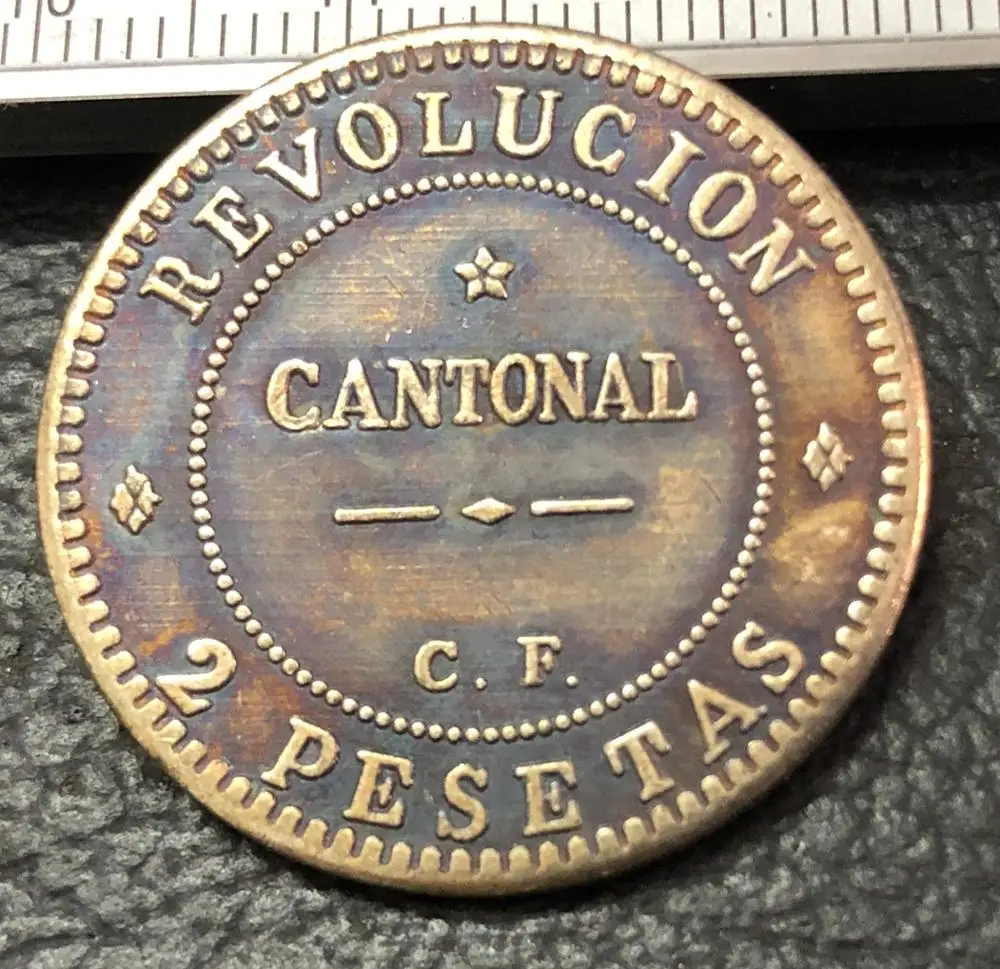 REVOLUCION
CANTONAL
C. F.
2 PESETAS